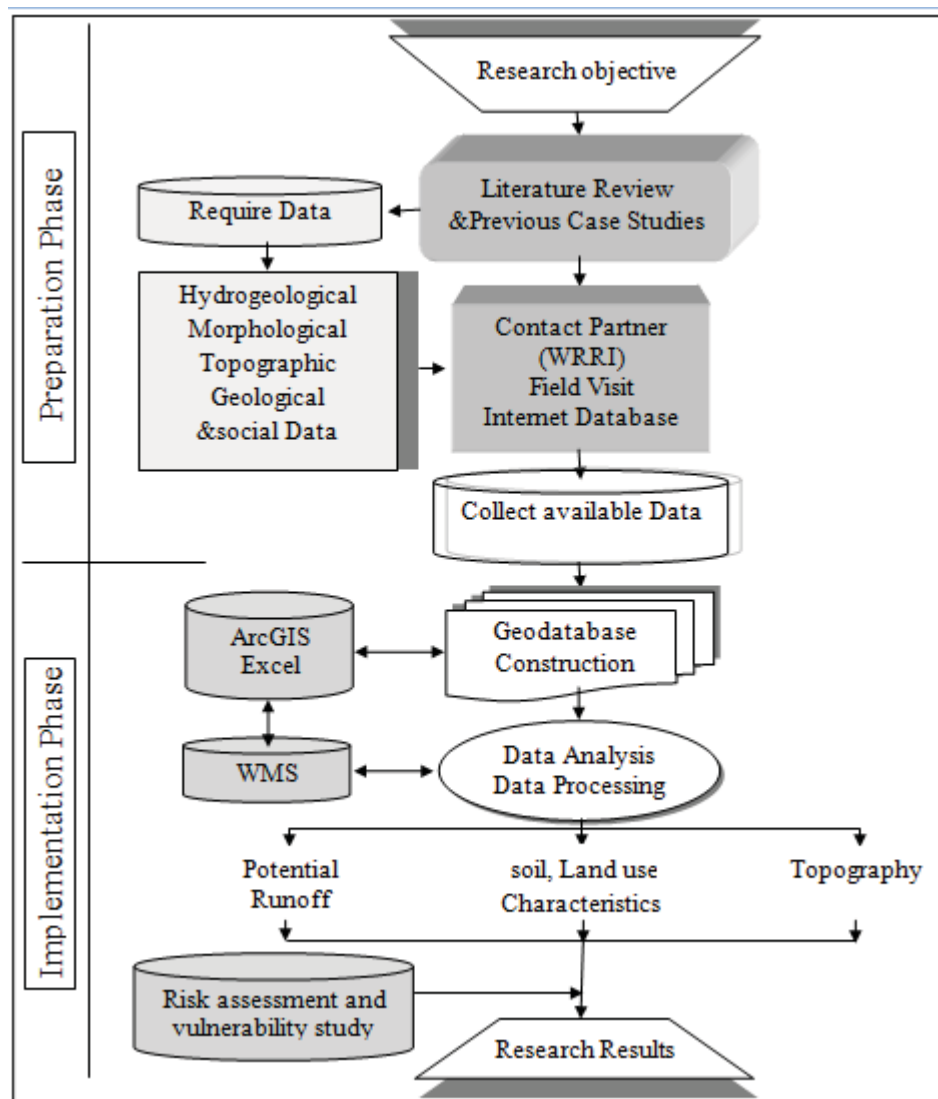 Preparation Phase
Research objective
Literature Review
&Previous Case Studies
Require Data
Hydrogeological
Morphological
Topographic
Geological
&social Data
Contact Partner
(WRRI)
Field Visit
Internet Database
Collect available Data
Implementation Phase
Geodatabase
Construction
ArcGIS
Excel
WMS
Data Analysis
Data Processing
Potential
Runoff
soil, Land use
Characteristics
Topography
Risk assessment and
vulnerability study
Research Results